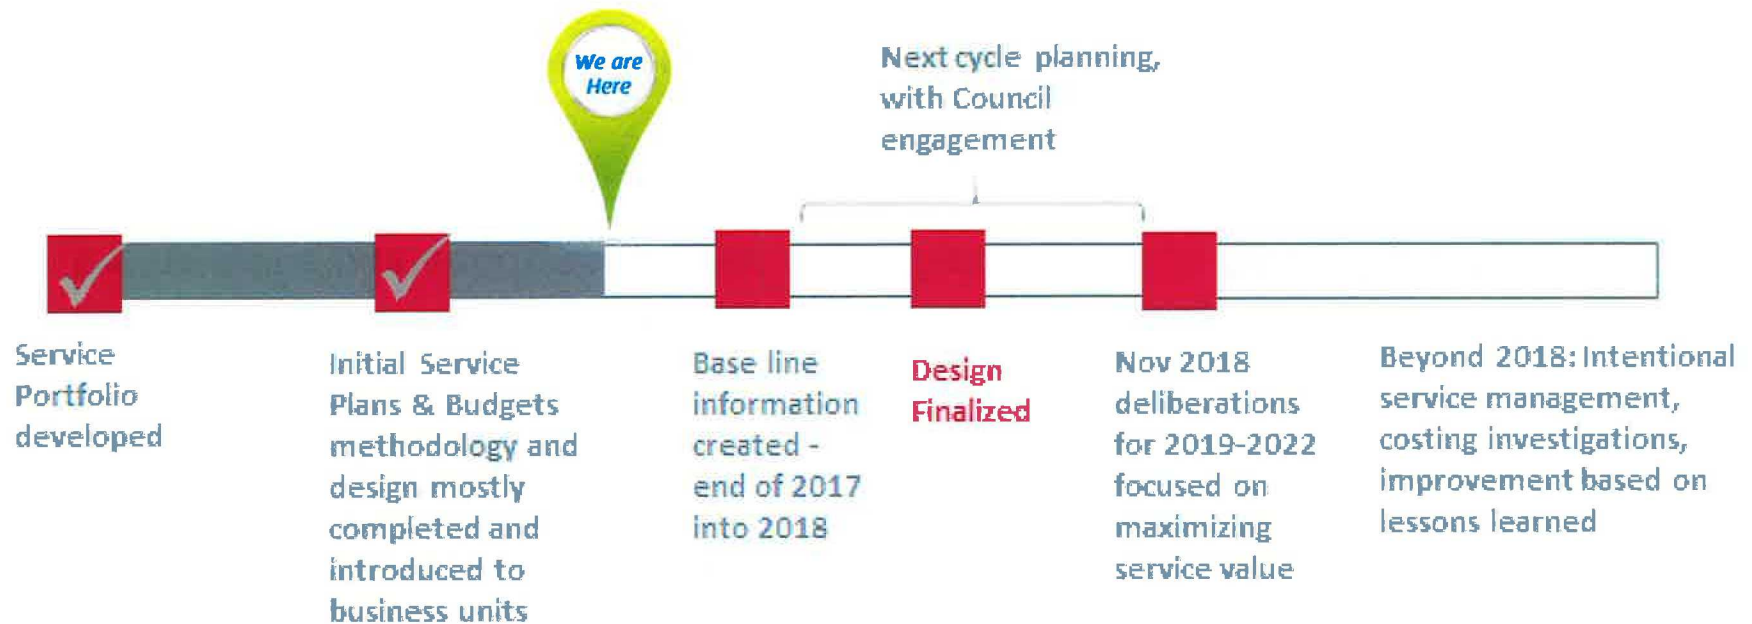 We are
Here
Next cycle planning,
with Council
engagement
Service
Portfolio
developed
Initial Service
Plans & Budgets
methodology and
design mostly
completed and
introduced to
business units
Base line
information
created -
end of 2017
into 2018
Design
Finalized
Nov 2018
deliberations
for 2019-2022
focused on
maximizing
service value
Beyond 2018: Intentional
service management,
costing investigations,
improvement based on
lessons learned